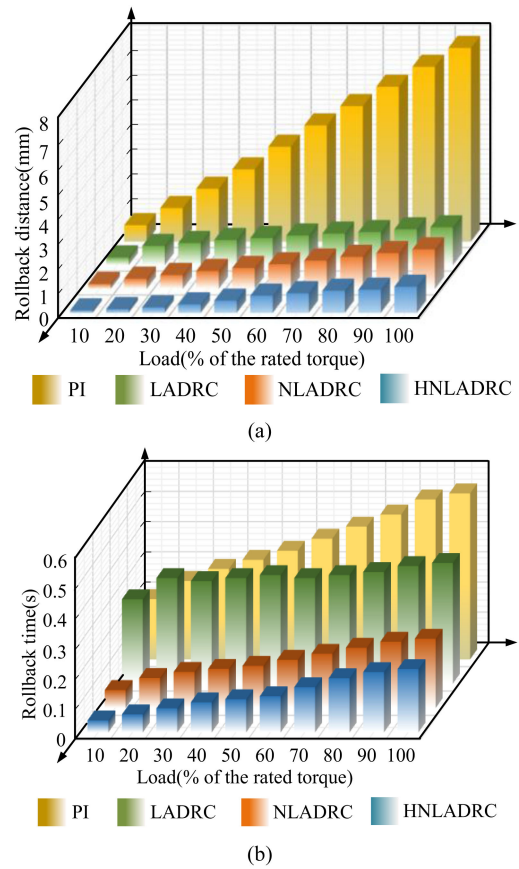 8
7
6
5
4
3
2
1
0
Rollback distance(mm)
10 20 30 40 50 60 70 80 90 100
Load(% of the rated torque)
PI LADRC NLADRC HNLADRC
(a)
0.6
0.5
0.4
0.3
0.2
0.1
0
Rollback time(s)
10 20 30 40 50 60 70 80 90 100
Load(% of the rated torque)
PI LADRC NLADRC HNLADRC
(b)